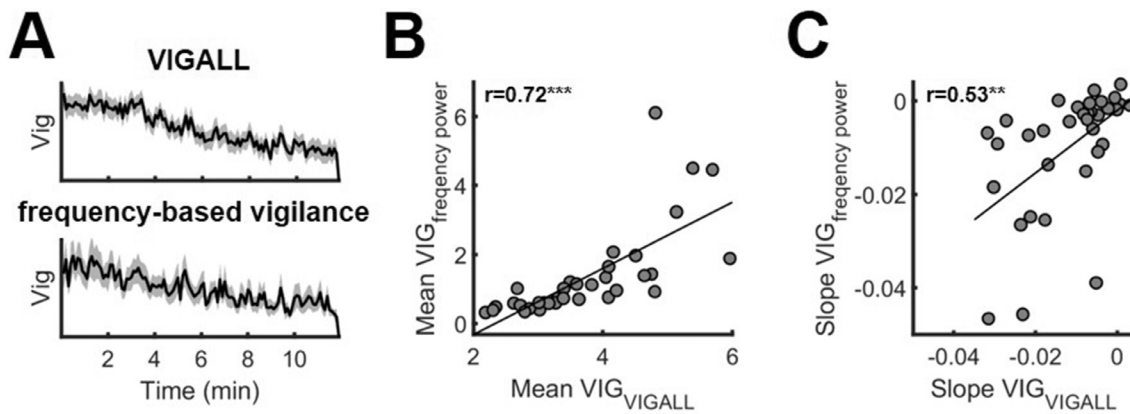 A
VIGALL
Vig
frequency-based vigilance
Vig
2 4 6 8 10
Time (min)
B
r=0.72***
Mean VIGfreqency power
6
4
2
0
2 4 6
Mean VIGVIGALL
C
r=0.53**
Slope VIGfreqency power
0
-0.02
-0.04
-0.04 -0.02 0
Slope VIGVIGALL